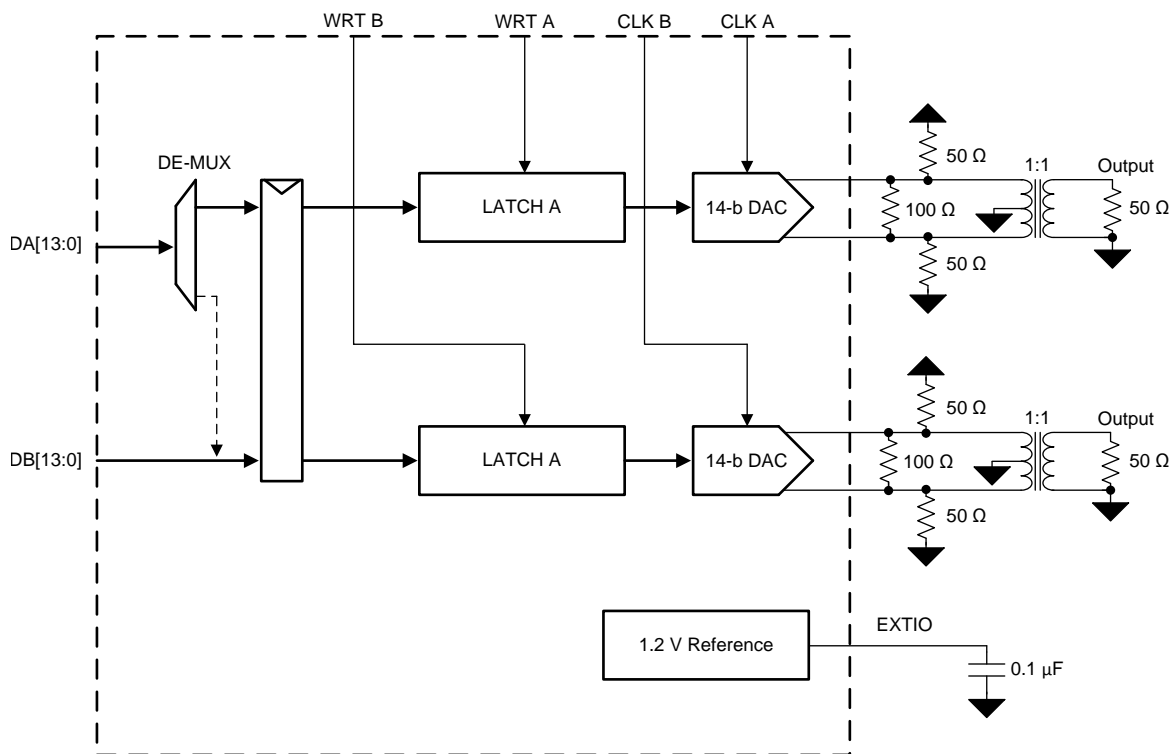 WRT B WRT A CLK B CLK A
DE-MUX
50 Ω
1:1
Output
LATCH A
14-b DAC
100 Ω
50 Ω
DA[13:0]
50 Ω
50 Ω
1:1
Output
DB[13:0]
LATCH A
14-b DAC
100 Ω
50 Ω
50 Ω
1.2 V Reference
EXTIO
0.1 µF